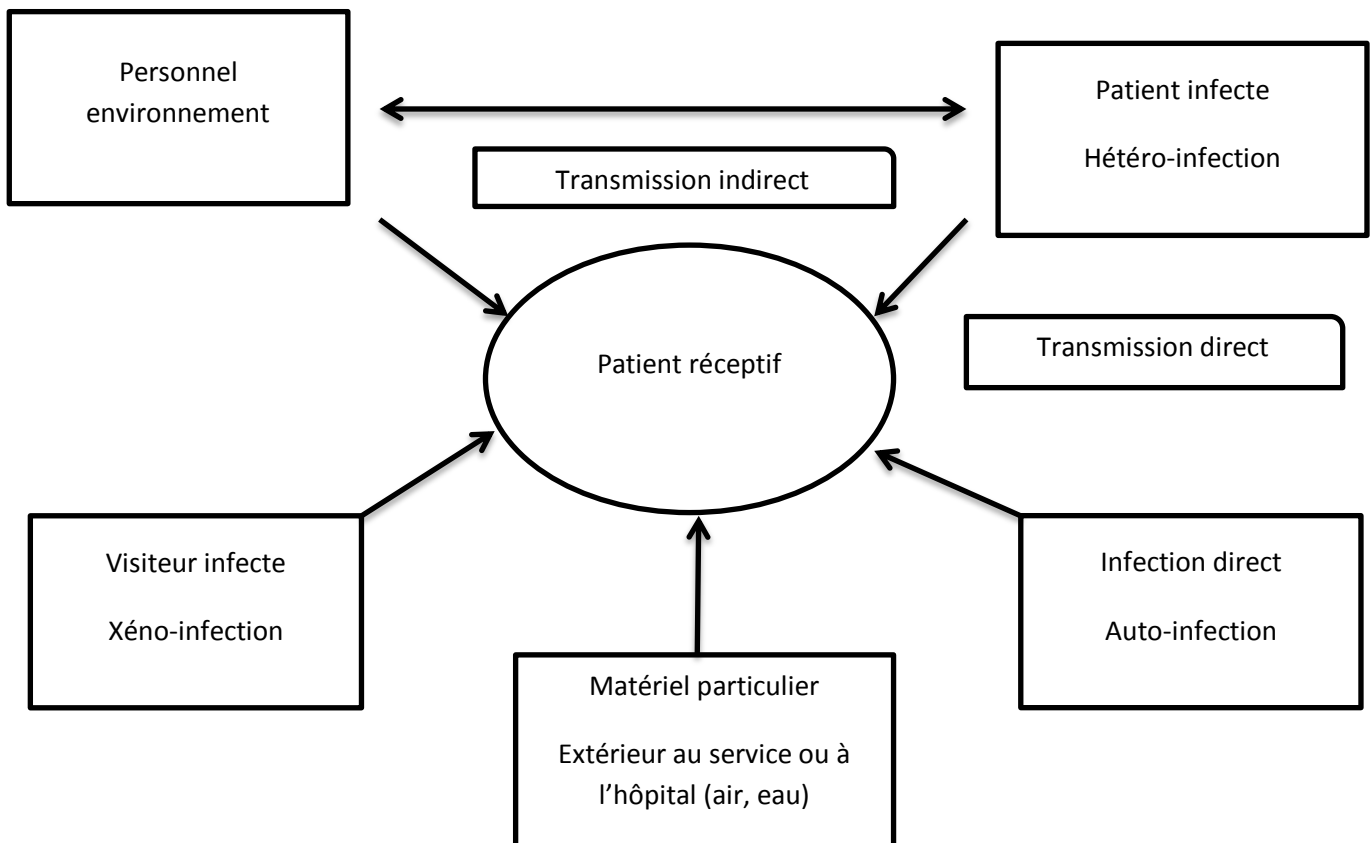 Personnel
environnement
Patient infecte
Hétéro-infection
Transmission indirect
Transmission direct
Patient réceptif
Visiteur infecte
Xéno-infection
Infection direct
Auto-infection
Matériel particulier
Extérieur au service ou à
l’hôpital (air, eau)